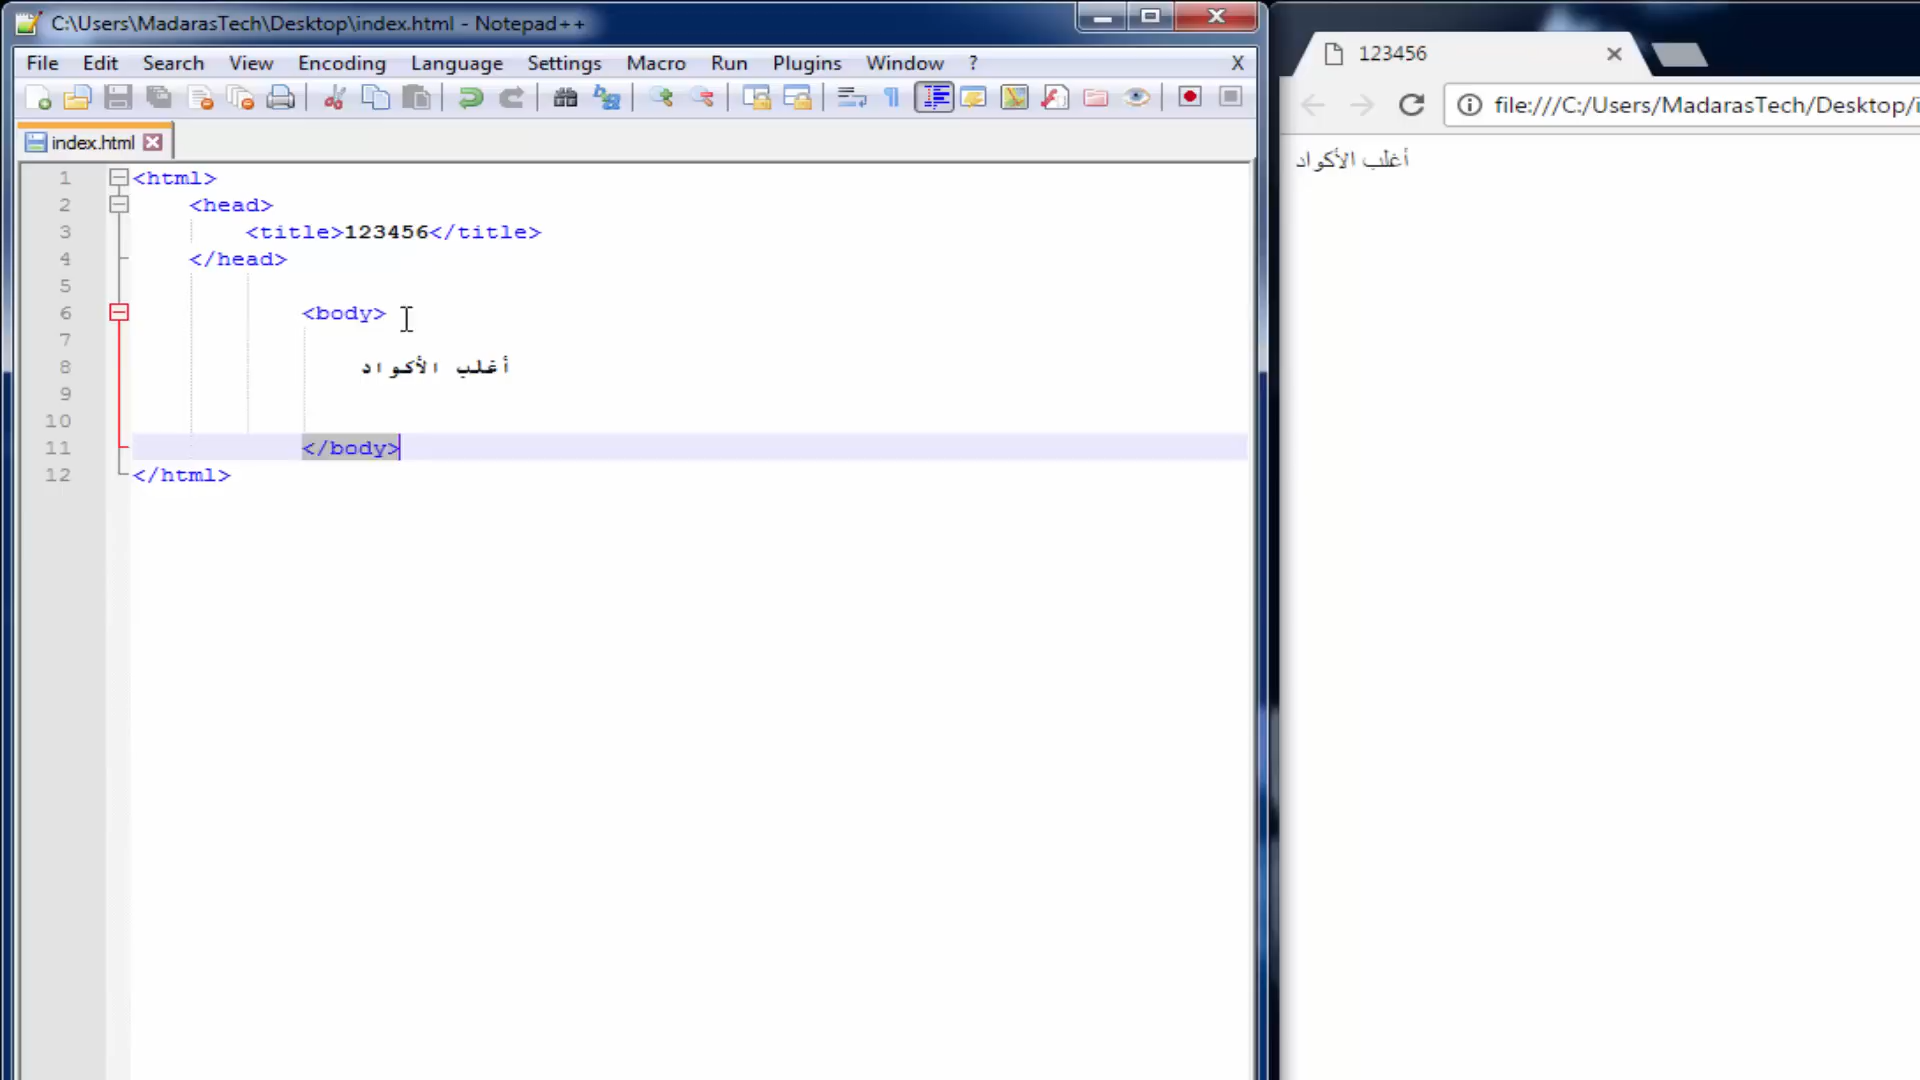 C:\Users\MadarasTech\Desktop\index.html - Notepad++
File Edit Search View Encoding Language Settings Macro Run Plugins Window ? X
index.html
1 <html>
2 <head>
3 <title>123456</title>
4 </head>
5
6 <body>
7
8 أغلب الأكواد
9
10
11 </body>
12 </html>
123456
file:///C:/Users/MadarasTech/Desktop/i
أغلب الأكواد